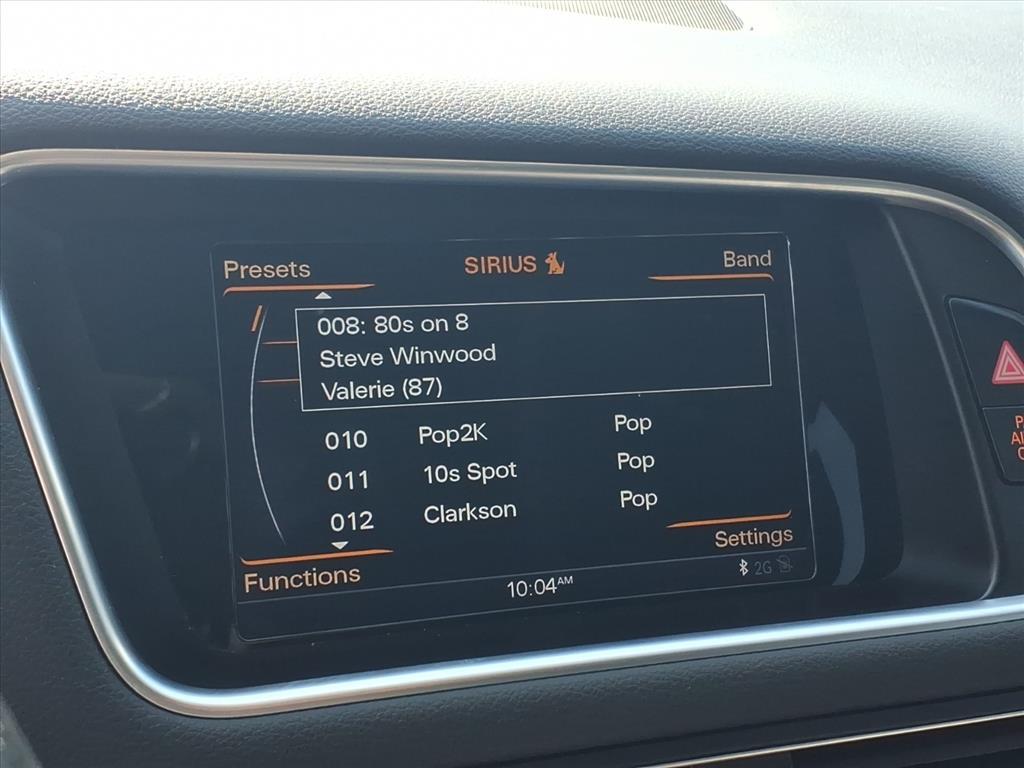 Presets SIRIUS Band
008: 80s on 8
Steve Winwood
Valerie (87)
010 Pop2K Pop
011 10s Spot Pop
012 Clarkson Pop
Settings
Functions
10:04AM
2G